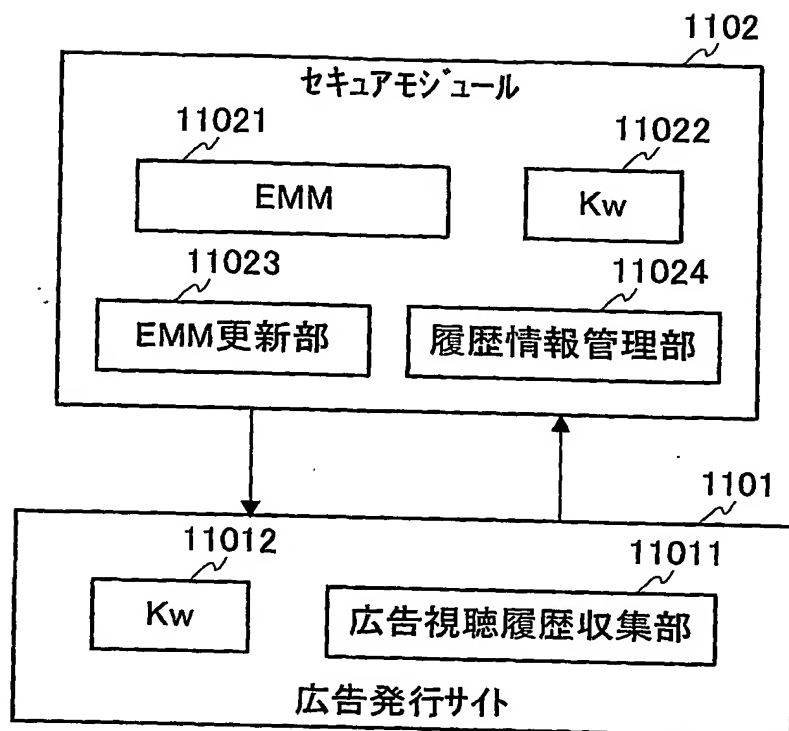 1102
セキュアモジュール
11021
11022
EMM
Kw
11023
11024
EMM更新部
履歴情報管理部
1101
11012
11011
Kw
広告視聴履歴収集部
広告発行サイト